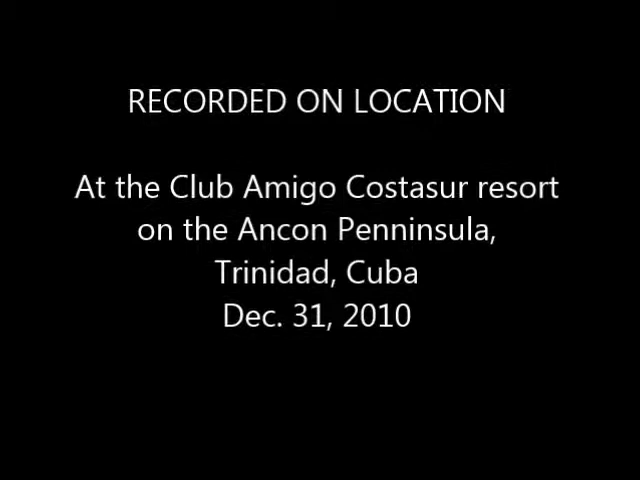 RECORDED ON LOCATION
At the Club Amigo Costasur resort
on the Ancon Penninsula,
Trinidad, Cuba
Dec. 31, 2010